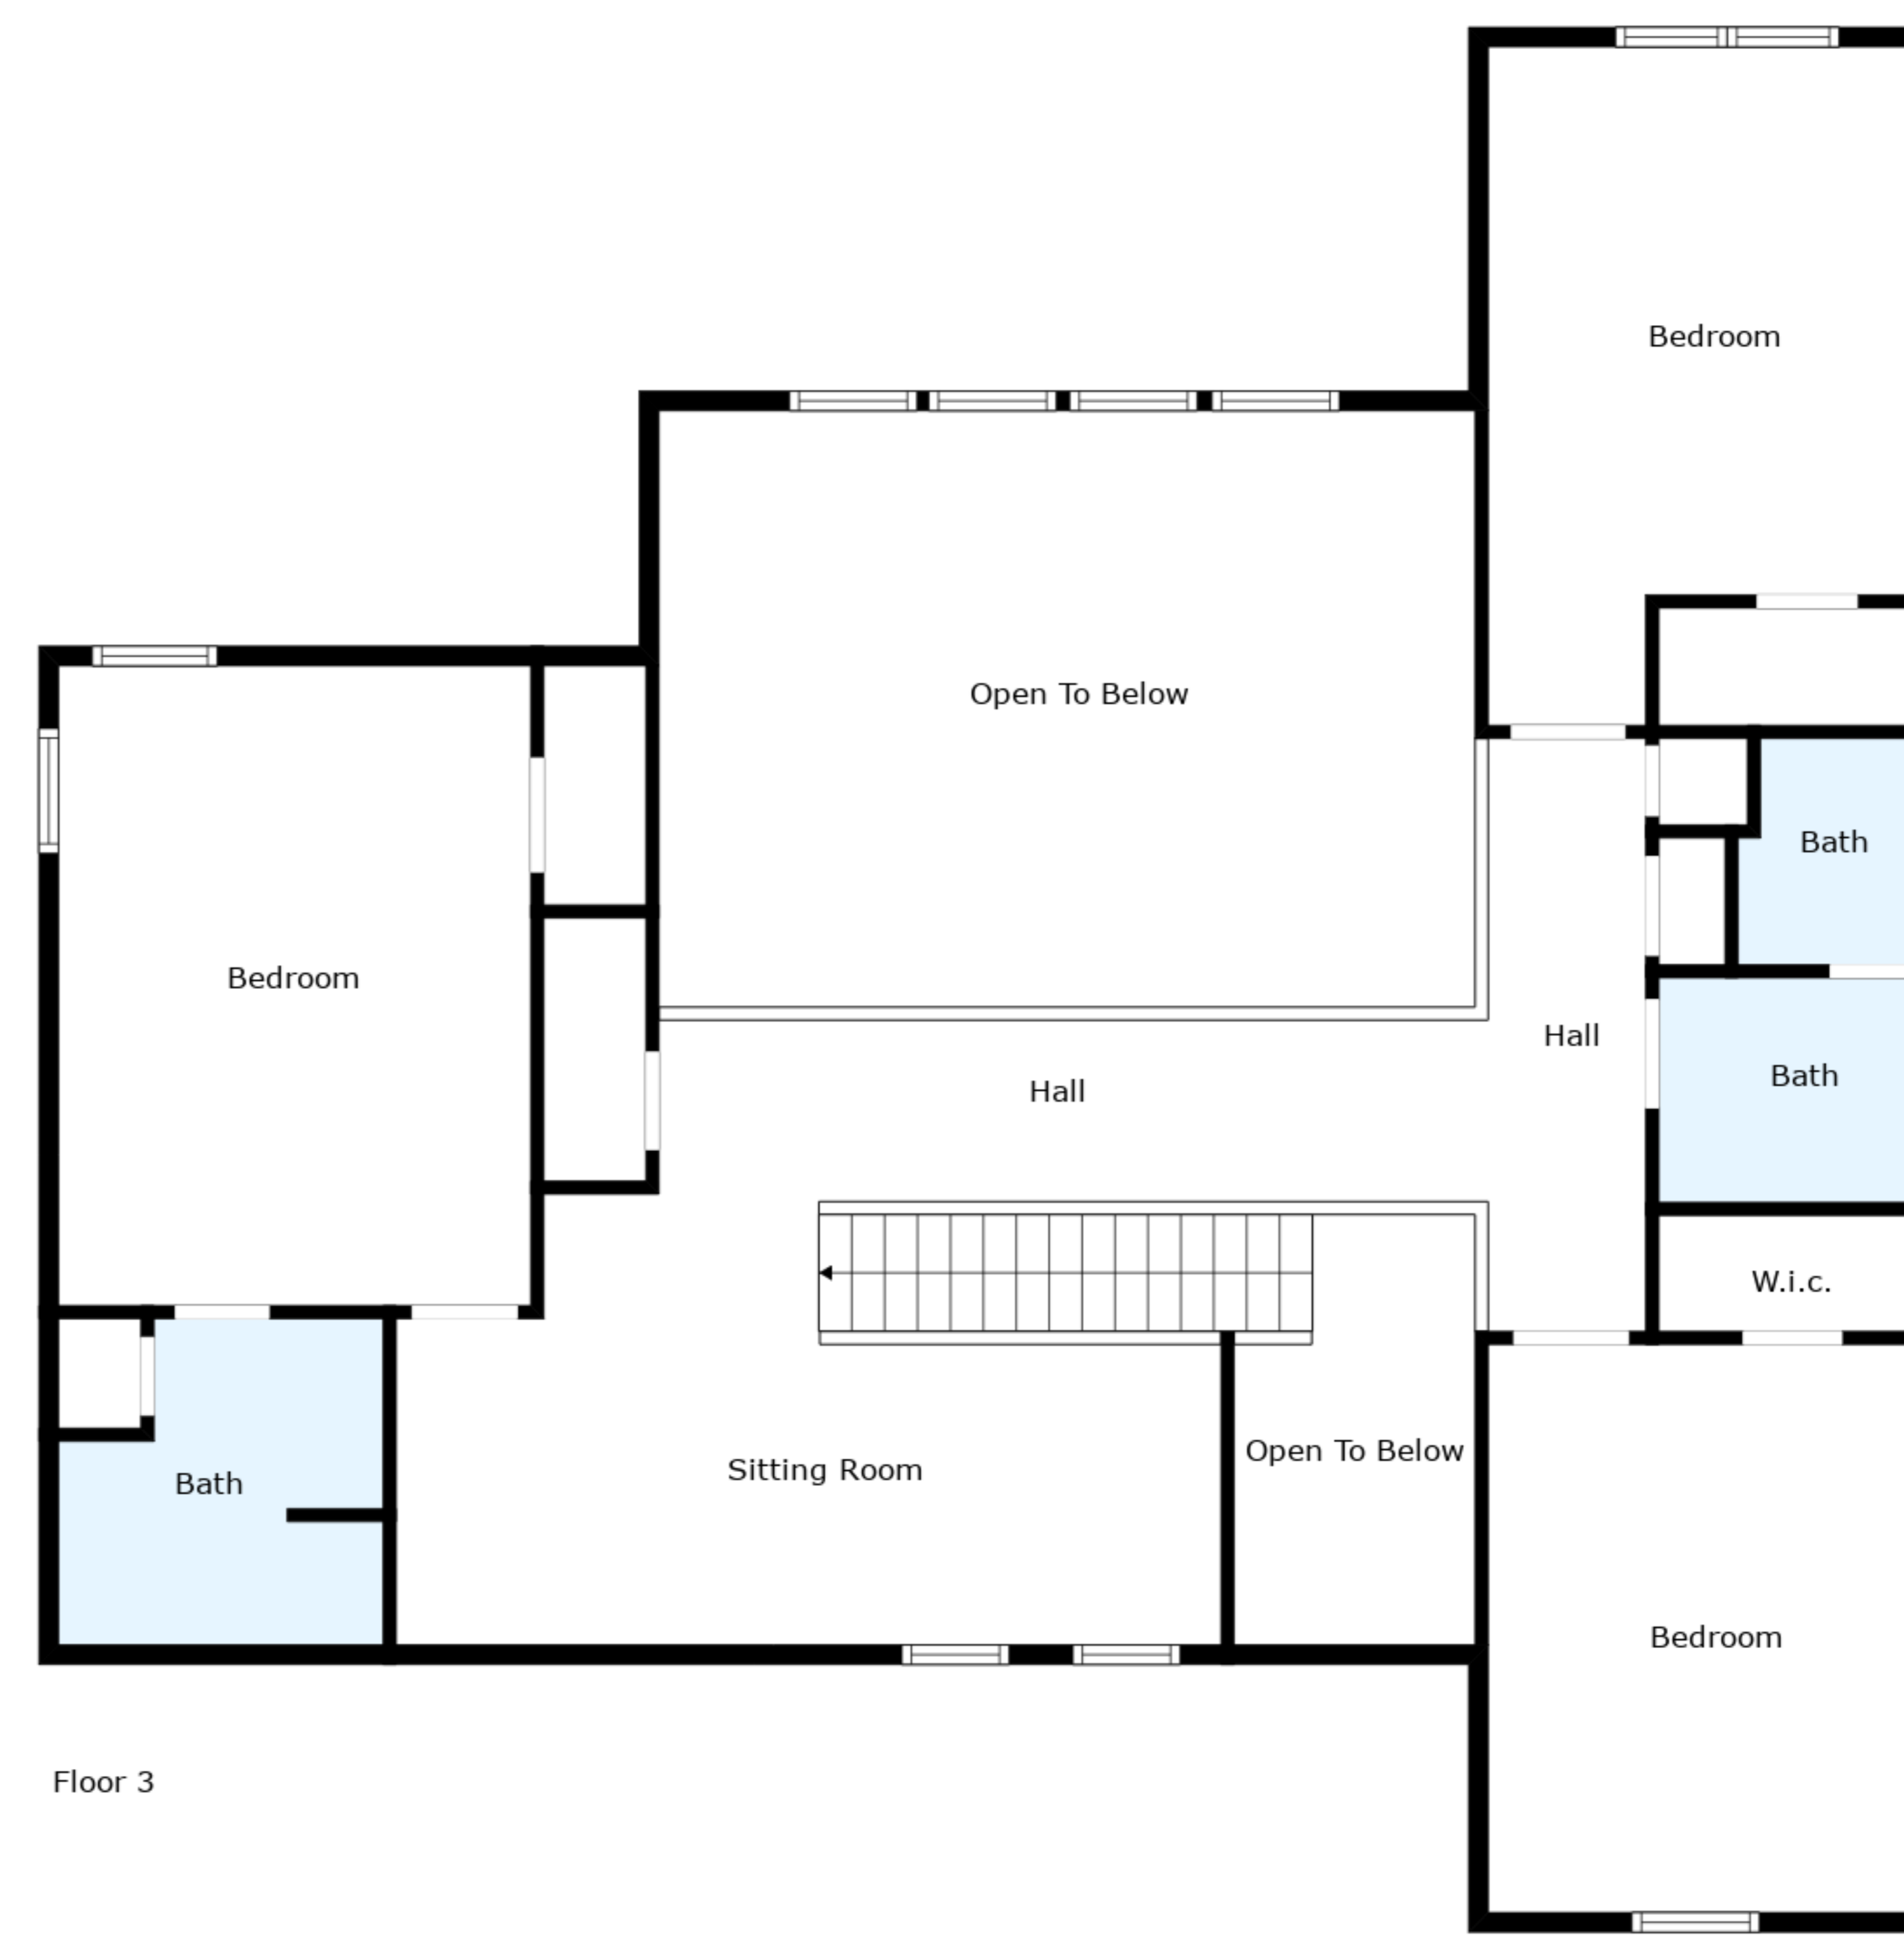 Bedroom
Open To Below
Bath
Bedroom
Hall
Bath
Hall
W.i.c.
Open To Below
Sitting Room
Bath
Bedroom
Floor 3